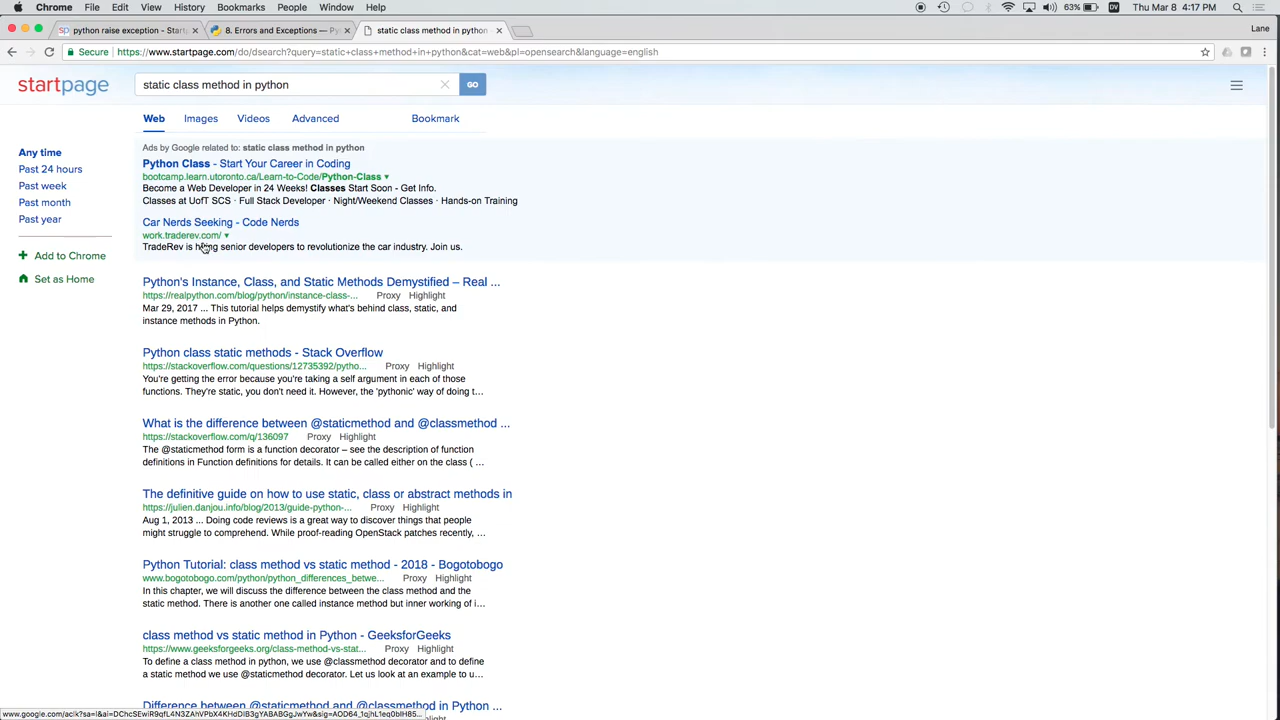 Chrome File Edit View History Bookmarks People Window Help 63% DV Thu Mar 8 4:17 PM
python raise exception - Starta 8. Errors and Exceptions — Py static class method in python Lane
Secure https://www.startpage.com/do/dsearch?query=static+class+method+in+python&cat=web&pl=opensearch&language=english
startpage static class method in python GO
Web Images Videos Advanced Bookmark
Ads by Google related to: static class method in python
Any time
Past 24 hours
Past week
Past month
Past year
Add to Chrome
Set as Home
Python Class - Start Your Career in Coding
bootcamp.learn.utoronto.ca/Learn-to-Code/Python-Class
Become a Web Developer in 24 Weeks! Classes Start Soon - Get Info.
Classes at UofT SCS · Full Stack Developer · Night/Weekend Classes · Hands-on Training
Car Nerds Seeking - Code Nerds
work.traderev.com/
TradeRev is hiring senior developers to revolutionize the car industry. Join us.
Python's Instance, Class, and Static Methods Demystified – Real ...
https://realpython.com/blog/python/instance-class-... Proxy Highlight
Mar 29, 2017 ... This tutorial helps demystify what's behind class, static, and
instance methods in Python.
Python class static methods - Stack Overflow
https://stackoverflow.com/questions/12735392/pytho... Proxy Highlight
You're getting the error because you're taking a self argument in each of those
functions. They're static, you don't need it. However, the 'pythonic' way of doing t...
What is the difference between @staticmethod and @classmethod ...
https://stackoverflow.com/q/136097 Proxy Highlight
The @staticmethod form is a function decorator – see the description of function
definitions in Function definitions for details. It can be called either on the class ( ...
The definitive guide on how to use static, class or abstract methods in
https://julien.danjou.info/blog/2013/guide-python-... Proxy Highlight
Aug 1, 2013 ... Doing code reviews is a great way to discover things that people
might struggle to comprehend. While proof-reading OpenStack patches recently, ...
Python Tutorial: class method vs static method - 2018 - Bogotobogo
www.bogotobogo.com/python/python_differences_betwe... Proxy Highlight
In this chapter, we will discuss the difference between the class method and the
static method. There is another one called instance method but inner working of i...
class method vs static method in Python - GeeksforGeeks
https://www.geeksforgeeks.org/class-method-vs-stat... Proxy Highlight
To define a class method in python, we use @classmethod decorator and to define
a static method we use @staticmethod decorator. Let us look at an example to u...
Difference between @staticmethod and @classmethod in Python ...